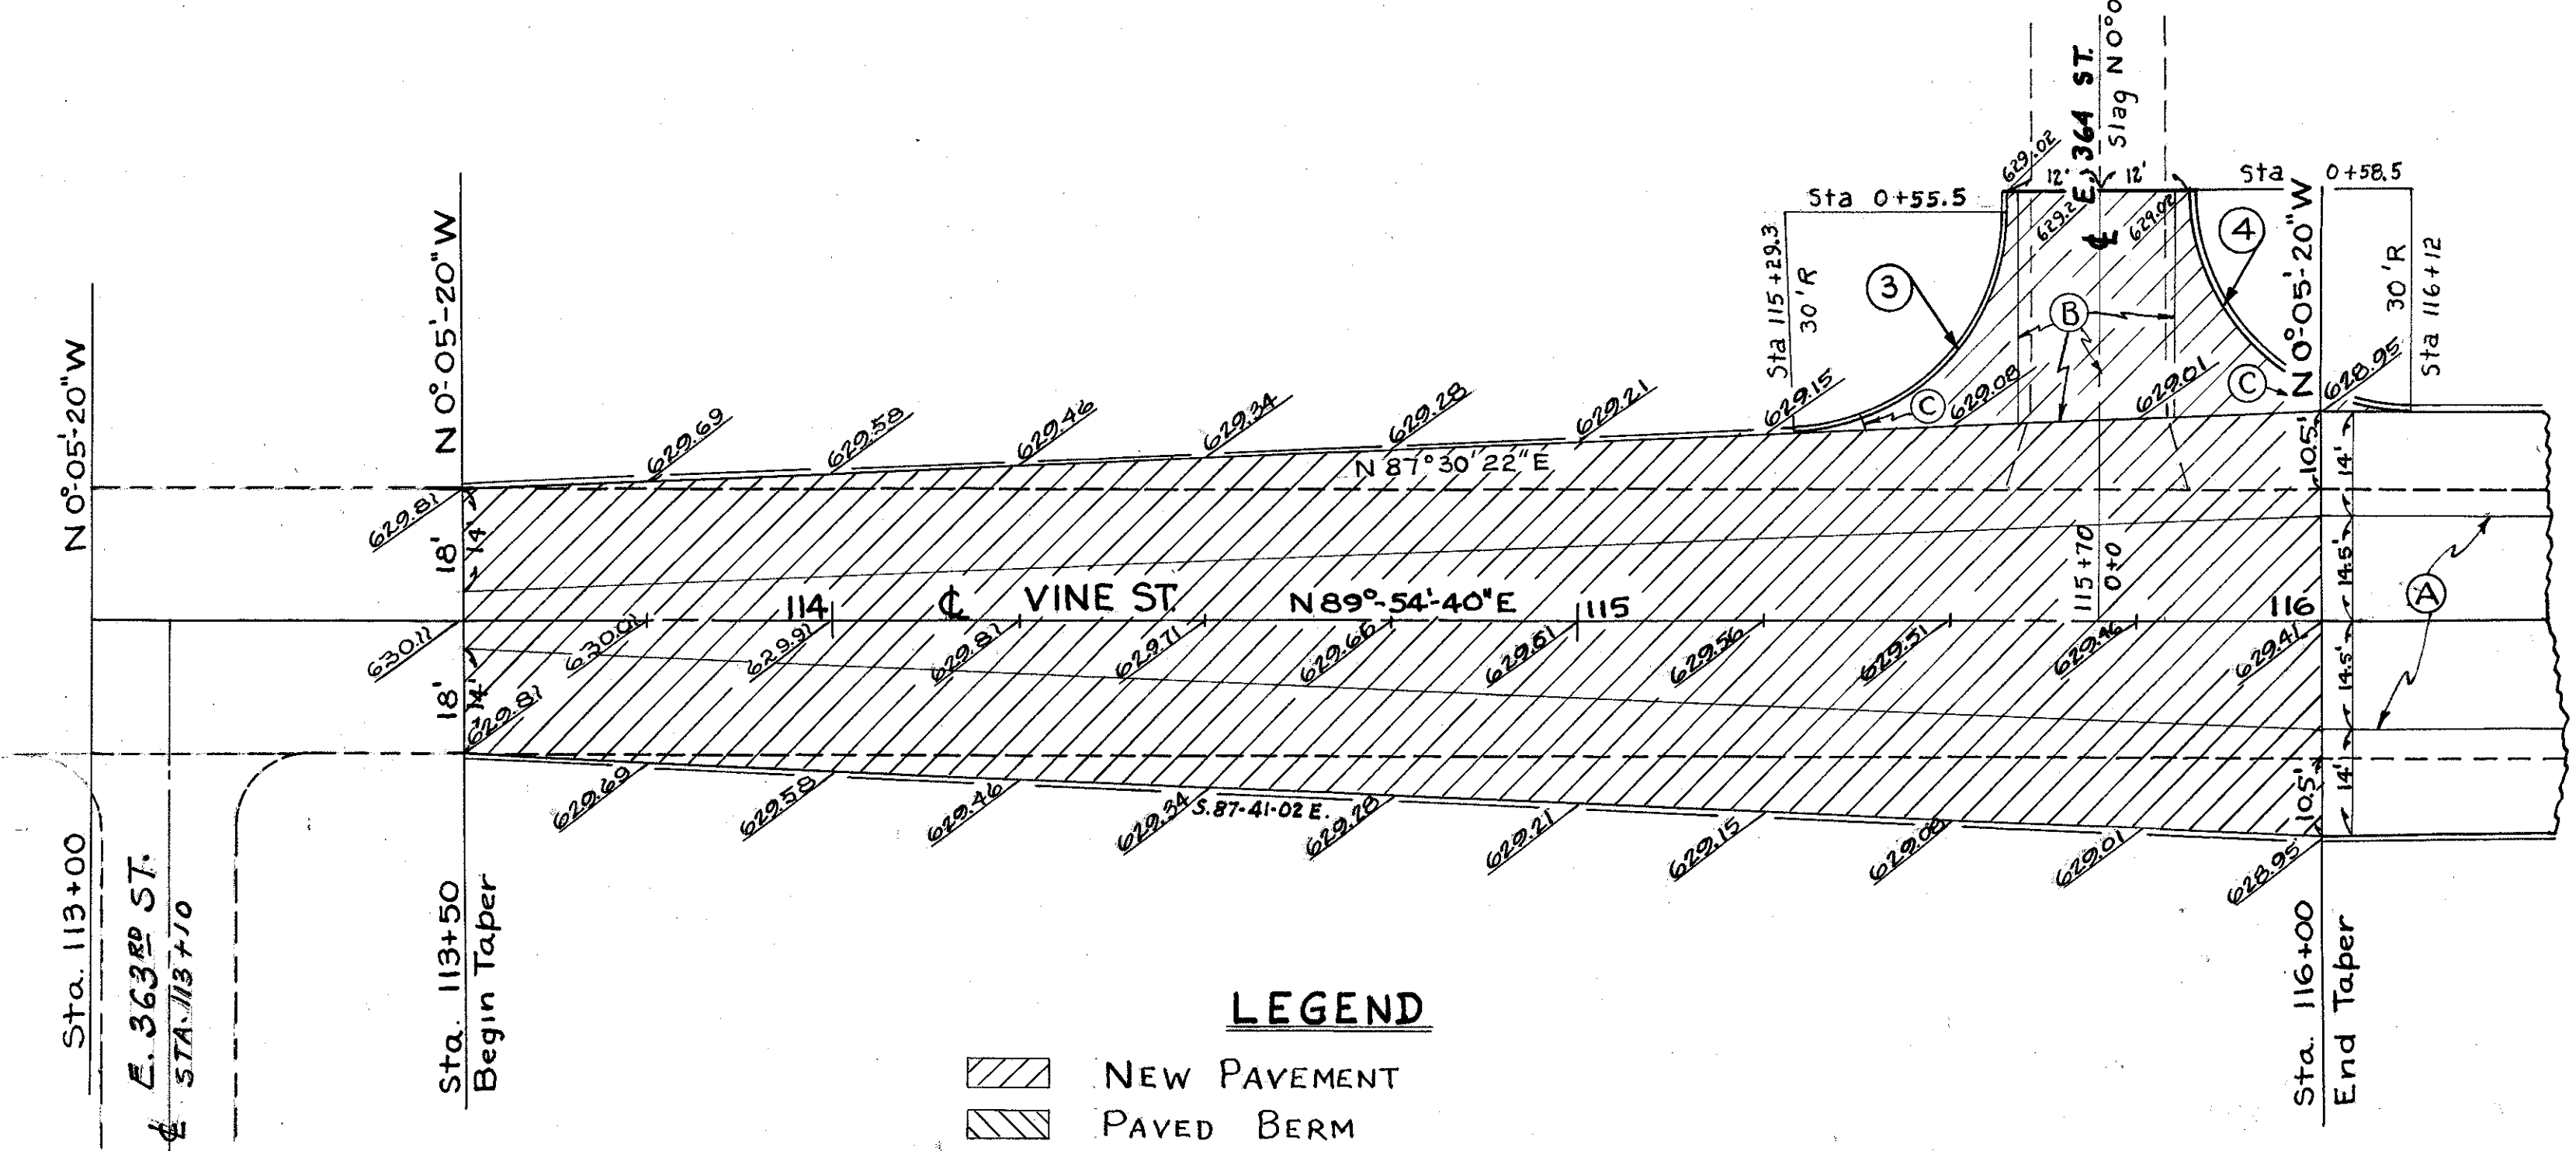 E. 364 ST.
Slag N 0°0
629.02
12' 12'
Sta 0+58.5
Sta 0+55.5
629.02
4
Sta 115+29.3
30'R
3
B
30'R
Sta 116+12
N 0°-05'-20"W
N 0°-05'-20"W
N 0°-05'-20"W
C
C
629.69
629.58
629.46
629.34
629.28
629.21
629.15
629.08
629.01
628.95
N 87°30'22"E
629.81
18'
14'
10.5'
14'
14.5'
115+70
0+0
114
℄ VINE ST.
N 89°-54'-40"E
115
116
A
630.11
630.01
629.91
629.81
629.71
629.66
629.61
629.56
629.51
629.46
629.41
18'
14'
14.5'
629.81
10.5'
14'
629.69
629.58
629.46
629.34
S.87-41-02 E.
629.28
629.21
629.15
629.08
629.01
628.95
Sta. 113+00
℄ E. 363RD ST.
STA. 113+10
Sta. 113+50
Begin Taper
Sta. 116+00
End Taper
LEGEND
NEW PAVEMENT
PAVED BERM